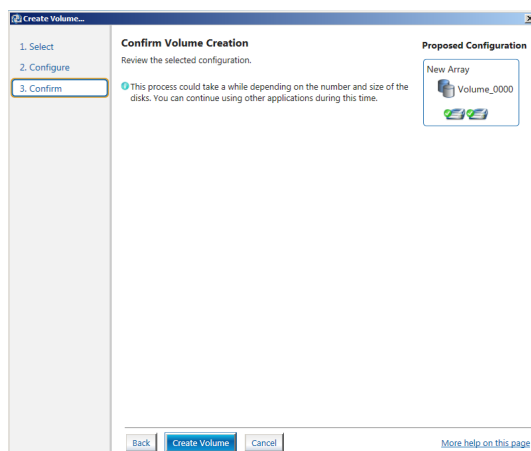 Create Volume...
1. Select
2. Configure
3. Confirm
Confirm Volume Creation
Review the selected configuration.
This process could take a while depending on the number and size of the
disks. You can continue using other applications during this time.
Proposed Configuration
New Array
Volume_0000
Back
Create Volume
Cancel
More help on this page